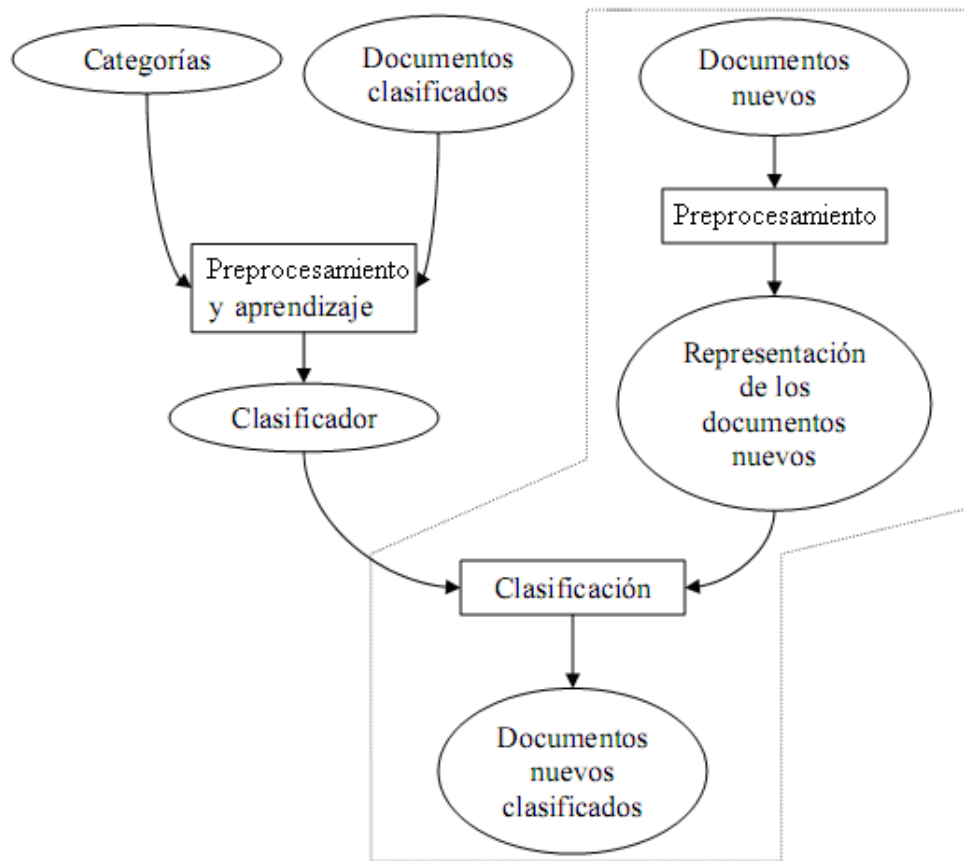 Categorías
Documentos
clasificados
Documentos
nuevos
Preprocesamiento
y aprendizaje
Preprocesamiento
Clasificador
Representación
de los
documentos
nuevos
Clasificación
Documentos
nuevos
clasificados